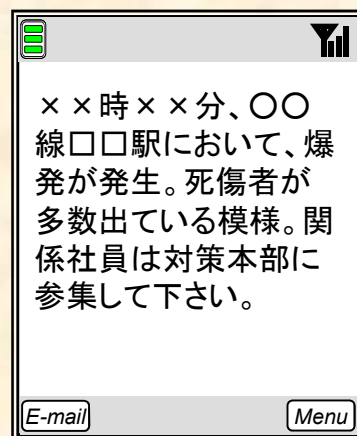 ××時××分、〇〇
線□□駅において、爆
発が発生。死傷者が
多数出ている模様。関
係社員は対策本部に
参集して下さい。
E-mail Menu